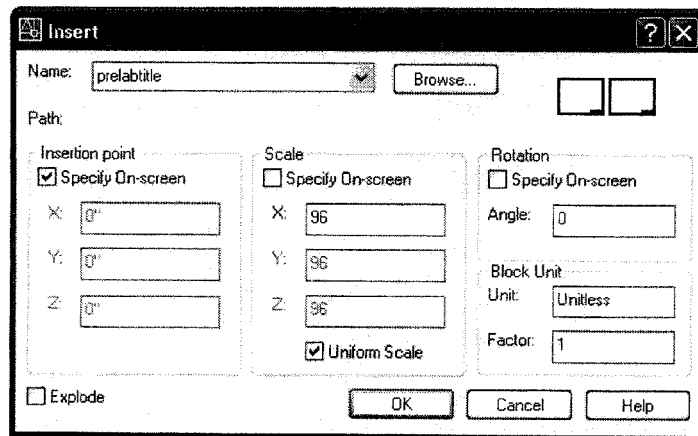 Insert
Name: prelabtitle Browse...
Path:
Insertion point
Specify On-screen
X: 0"
Y: 0"
Z: 0"
Scale
Specify On-screen
X: 96
Y: 96
Z: 96
Uniform Scale
Rotation
Specify On-screen
Angle: 0
Block Unit
Unit: Unitless
Factor: 1
Explode OK Cancel Help